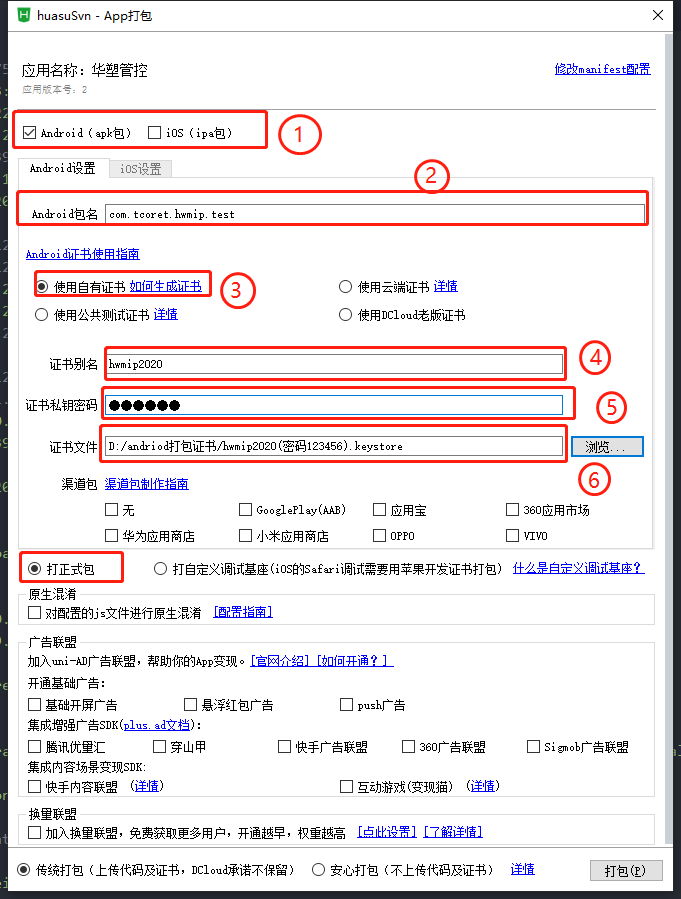 huasuSvn - App打包
应用名称：华塑管控
修改manifest配置
应用版本号：2
Android（apk包） iOS（ipa包）
①
Android设置 iOS设置
②
Android包名 com.tcoret.hwmip.test
Android证书使用指南
使用自有证书 如何生成证书 使用云端证书 详情
③
使用公共测试证书 详情 使用DCloud老版证书
证书别名 hwmip2020
④
证书私钥密码 ●●●●●●
⑤
证书文件 D:/andriod打包证书/hwmip2020(密码123456).keystore 浏览...
⑥
渠道包 渠道包制作指南
无 GooglePlay(AAB) 应用宝 360应用市场
华为应用商店 小米应用商店 OPPO VIVO
打正式包 打自定义调试基座(iOS的Safari调试需要用苹果开发证书打包) 什么是自定义调试基座？
原生混淆
对配置的js文件进行原生混淆 [配置指南]
广告联盟
加入uni-AD广告联盟，帮助你的App变现。[官网介绍] [如何开通？]
开通基础广告:
基础开屏广告 悬浮红包广告 push广告
集成增强广告SDK(plus.ad文档):
腾讯优量汇 穿山甲 快手广告联盟 360广告联盟 Sigmob广告联盟
集成内容场景变现SDK:
快手内容联盟 (详情) 互动游戏(变现猫) (详情)
换量联盟
加入换量联盟，免费获取更多用户，开通越早，权重越高 [点此设置] [了解详情]
传统打包（上传代码及证书，DCloud承诺不保留） 安心打包（不上传代码及证书） 详情 打包(P)